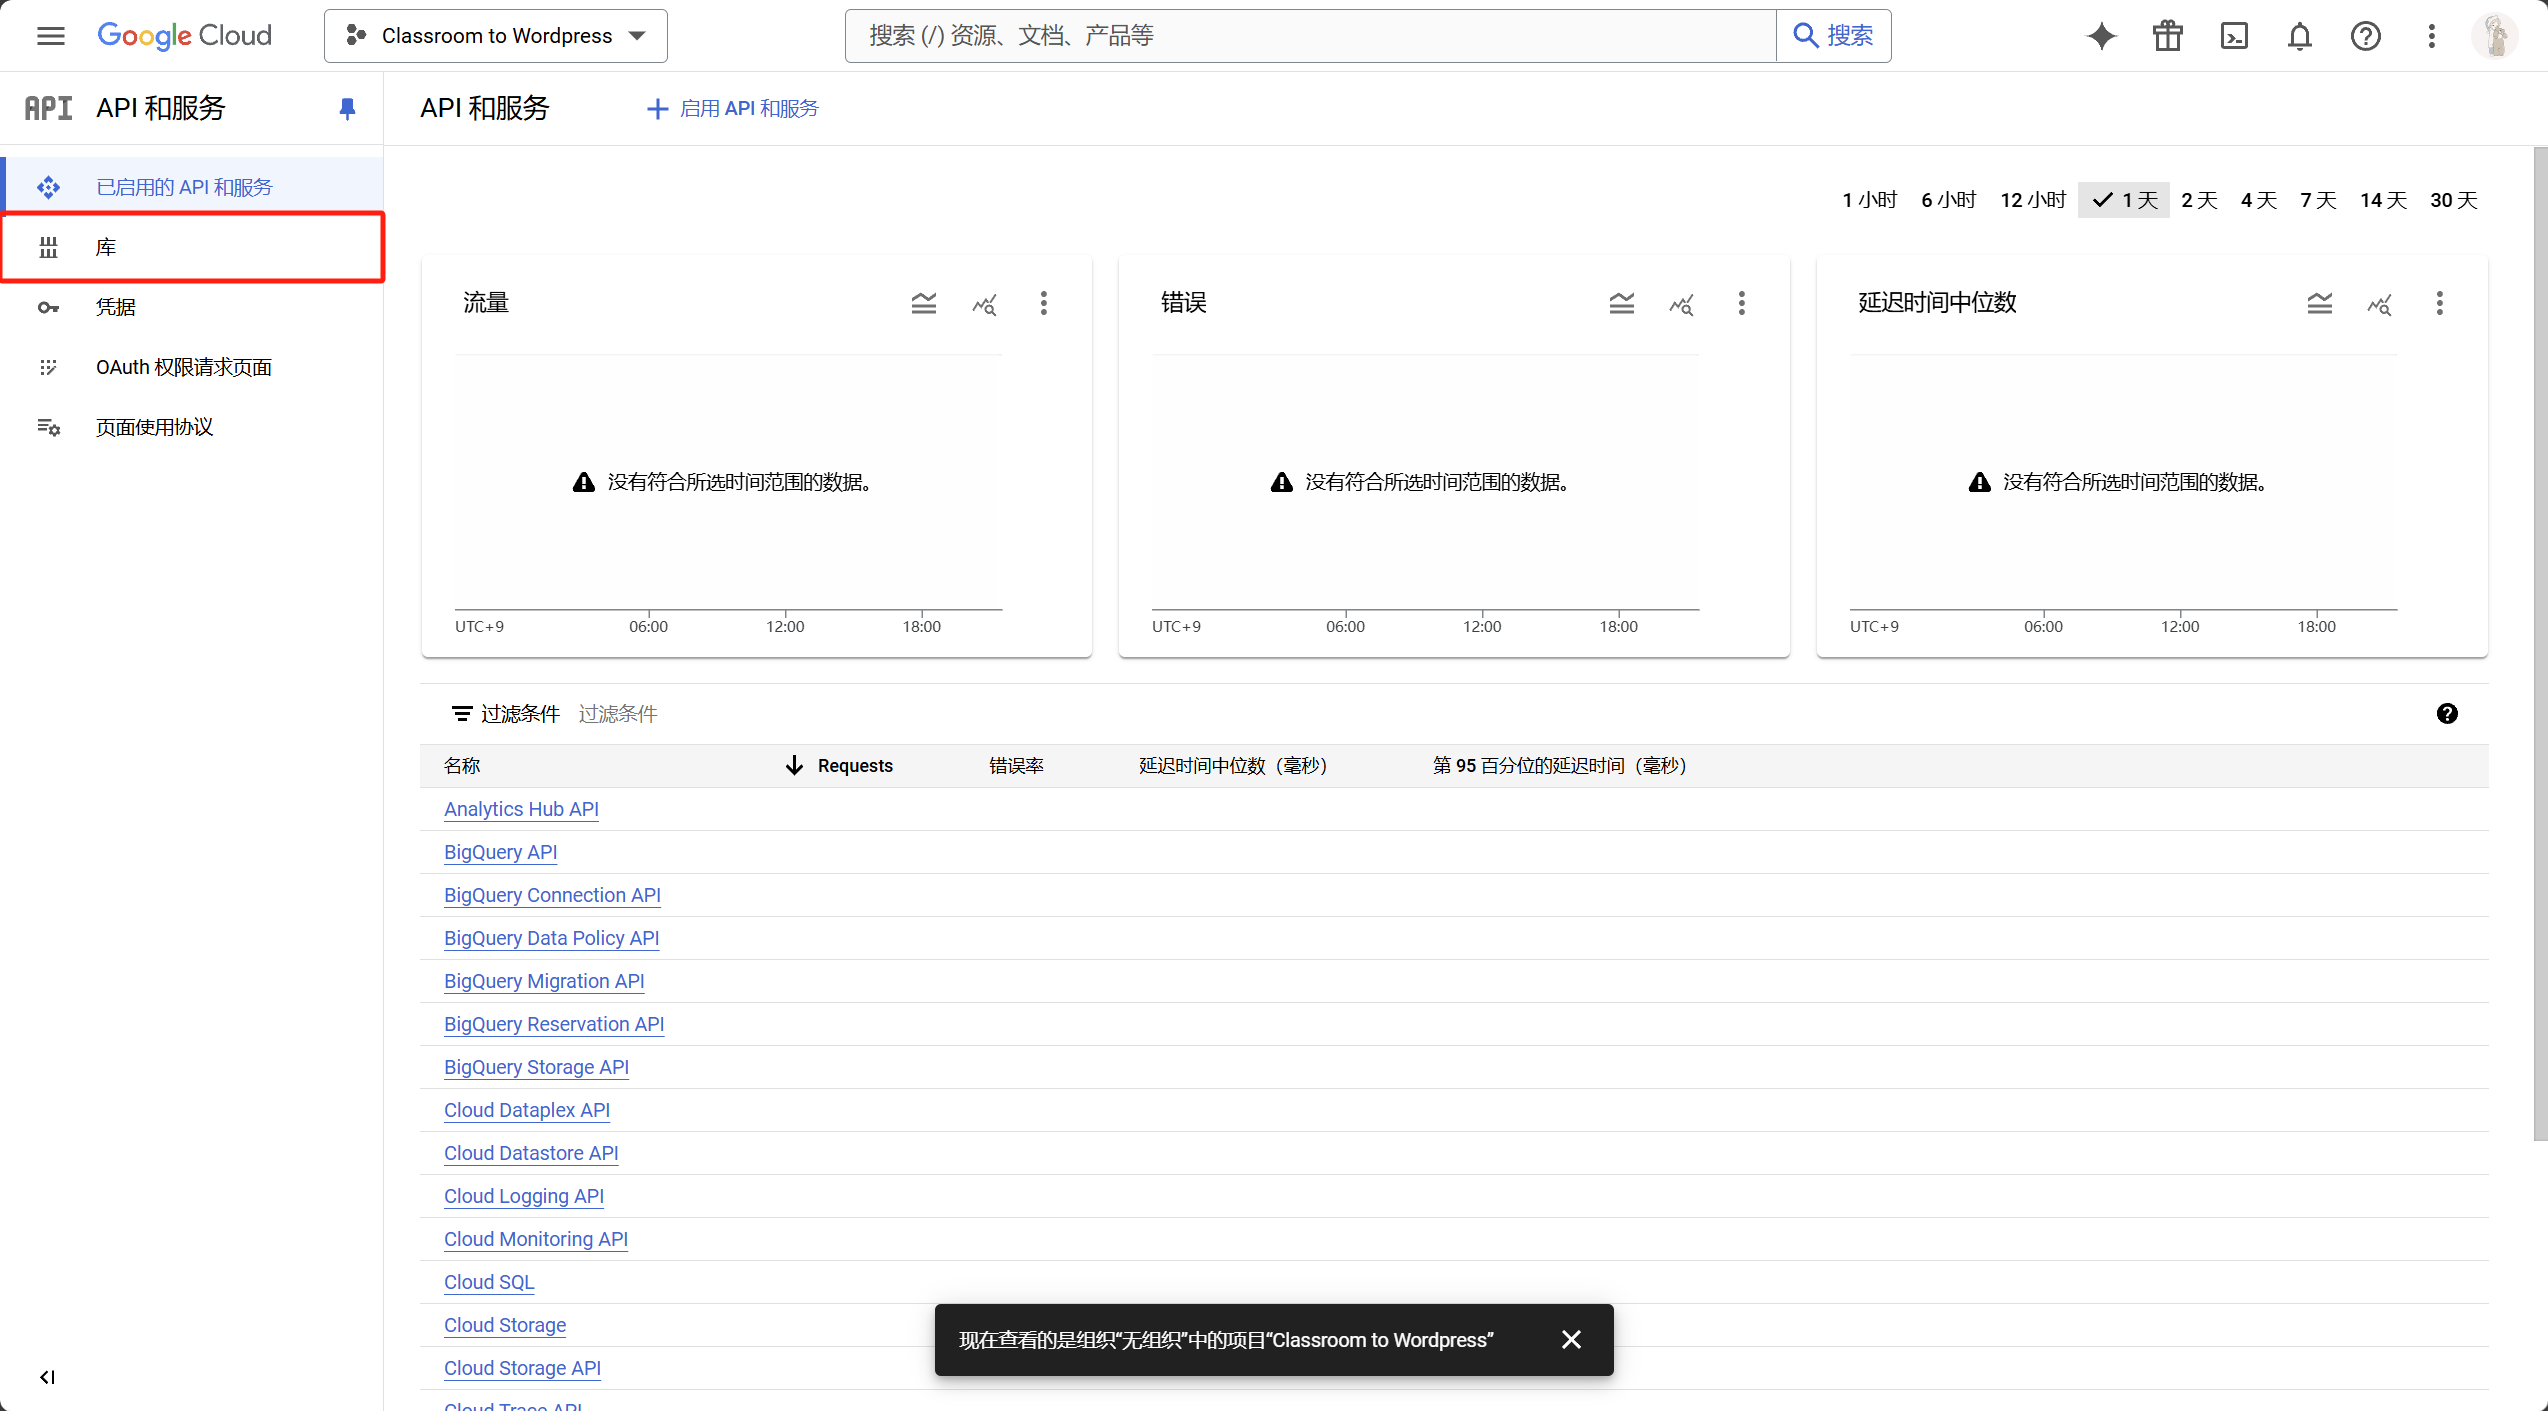 Google Cloud
Classroom to Wordpress
搜索 (/) 资源、文档、产品等
搜索
API
API 和服务
API 和服务
启用 API 和服务
已启用的 API 和服务
库
凭据
OAuth 权限请求页面
页面使用协议
1 小时 6 小时 12 小时 1 天 2 天 4 天 7 天 14 天 30 天
流量
没有符合所选时间范围的数据。
UTC+9 06:00 12:00 18:00
错误
没有符合所选时间范围的数据。
UTC+9 06:00 12:00 18:00
延迟时间中位数
没有符合所选时间范围的数据。
UTC+9 06:00 12:00 18:00
过滤条件 过滤条件
名称 Requests 错误率 延迟时间中位数（毫秒） 第 95 百分位的延迟时间（毫秒）
Analytics Hub API
BigQuery API
BigQuery Connection API
BigQuery Data Policy API
BigQuery Migration API
BigQuery Reservation API
BigQuery Storage API
Cloud Dataplex API
Cloud Datastore API
Cloud Logging API
Cloud Monitoring API
Cloud SQL
Cloud Storage
Cloud Storage API
Cloud Trace API
现在查看的是组织“无组织”中的项目“Classroom to Wordpress”